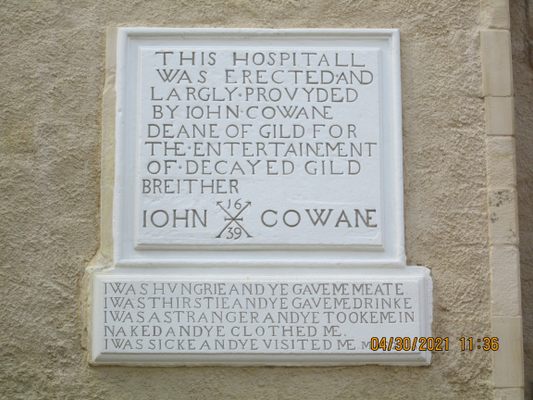 THIS HOSPITALL
WAS ERECTED·AND
LARGLY·PROVYDED
BY IOHN·COWANE
DEANE OF GILD FOR
THE·ENTERTAINEMENT
OF·DECAYED GILD
BREITHER
16
IOHN COWANE
39
I WAS HVNGRIE AND YE GAVE ME MEATE
I WAS THIRSTIE AND YE GAVE ME DRINKE
I WAS A STRANGER AND YE TOOKE ME IN
NAKED AND YE CLOTHED ME.
I WAS SICKE AND YE VISITED ME
04/30/2021 11:36